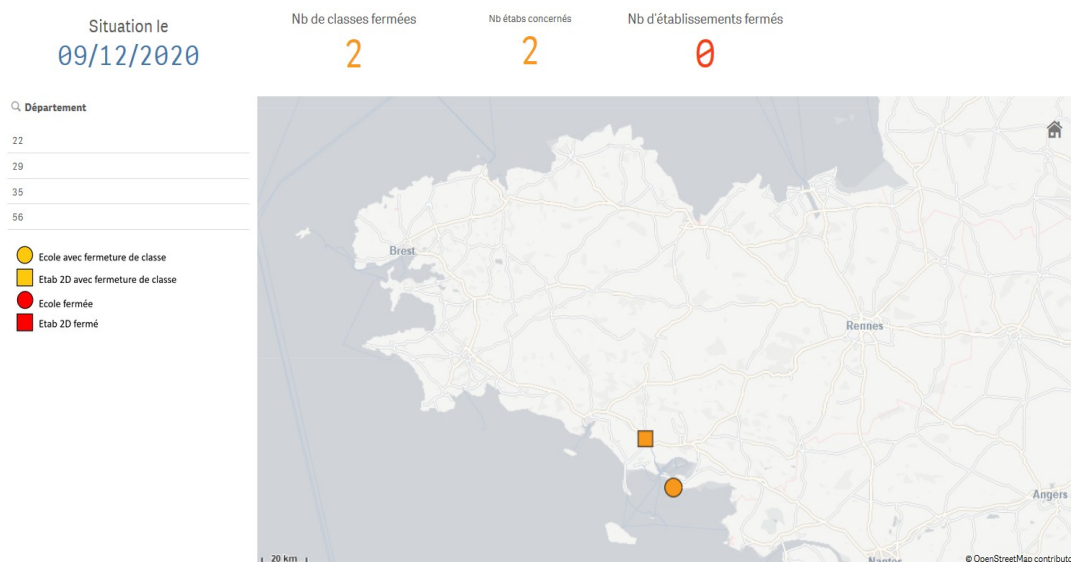 Situation le
09/12/2020
Nb de classes fermées
2
Nb étabs concernés
2
Nb d'établissements fermés
0
Département
22
29
35
56
Ecole avec fermeture de classe
Etab 2D avec fermeture de classe
Ecole fermée
Etab 2D fermé
Brest
Rennes
Angers
Nantes
20 km
© OpenStreetMap contributo